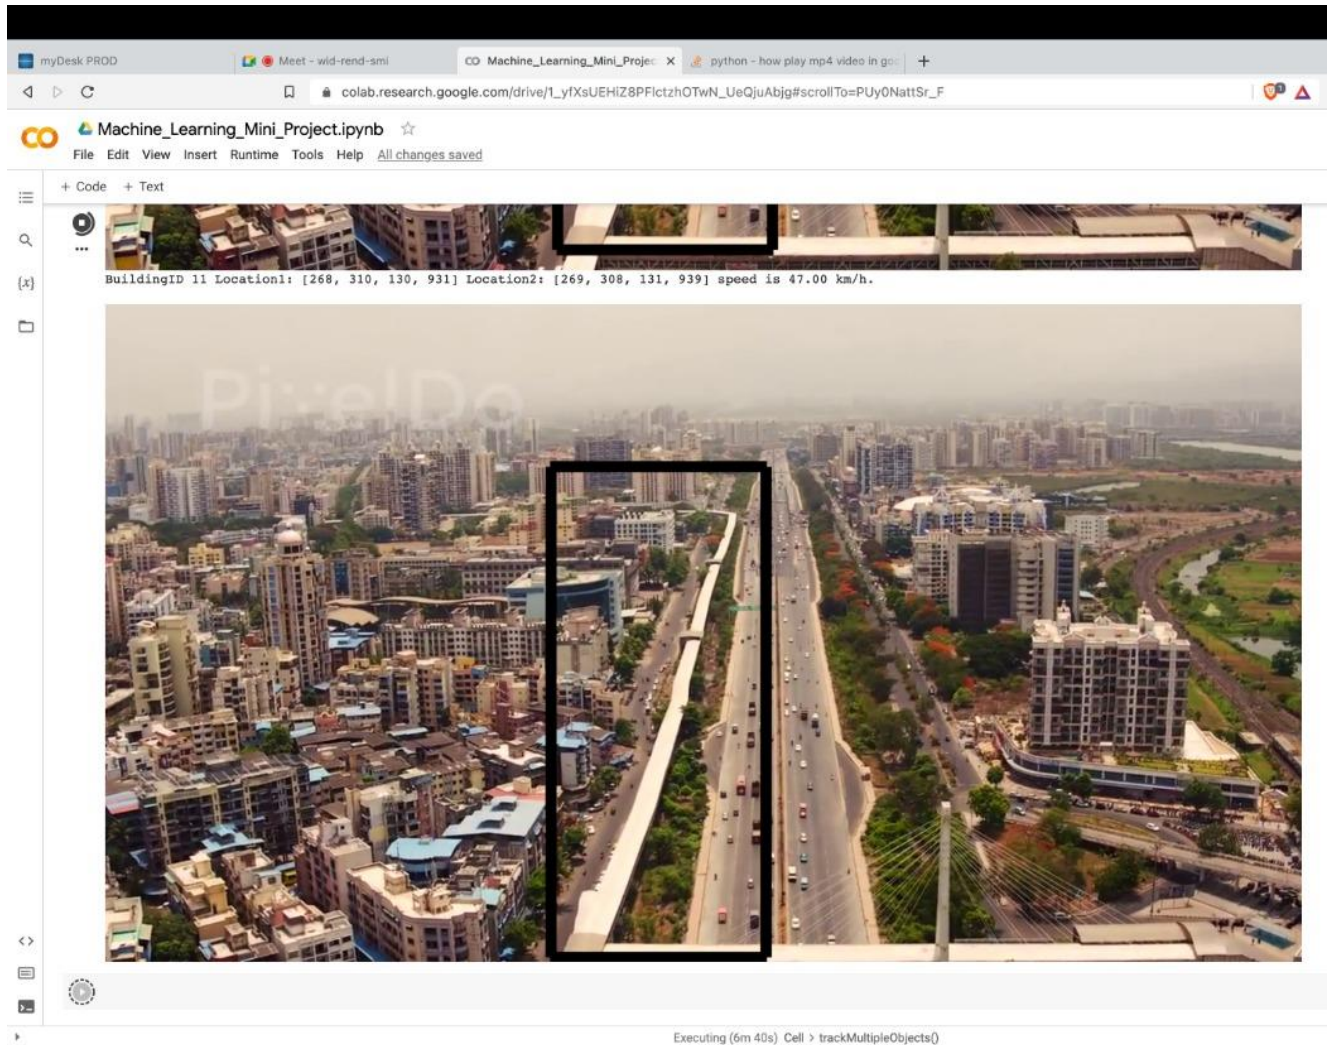 myDesk PROD
Meet - wid-rend-smi
Machine_Learning_Mini_Projec
python - how play mp4 video in goo
colab.research.google.com/drive/1_yfXsUEHiZ8PFIctzhOTwN_UeQjuAbjg#scrollTo=PUy0NattSr_F
Machine_Learning_Mini_Project.ipynb
File Edit View Insert Runtime Tools Help All changes saved
+ Code + Text
{x}
BuildingID 11 Location1: [268, 310, 130, 931] Location2: [269, 308, 131, 939] speed is 47.00 km/h.
PixelDo
Executing (6m 40s) Cell > trackMultipleObjects()